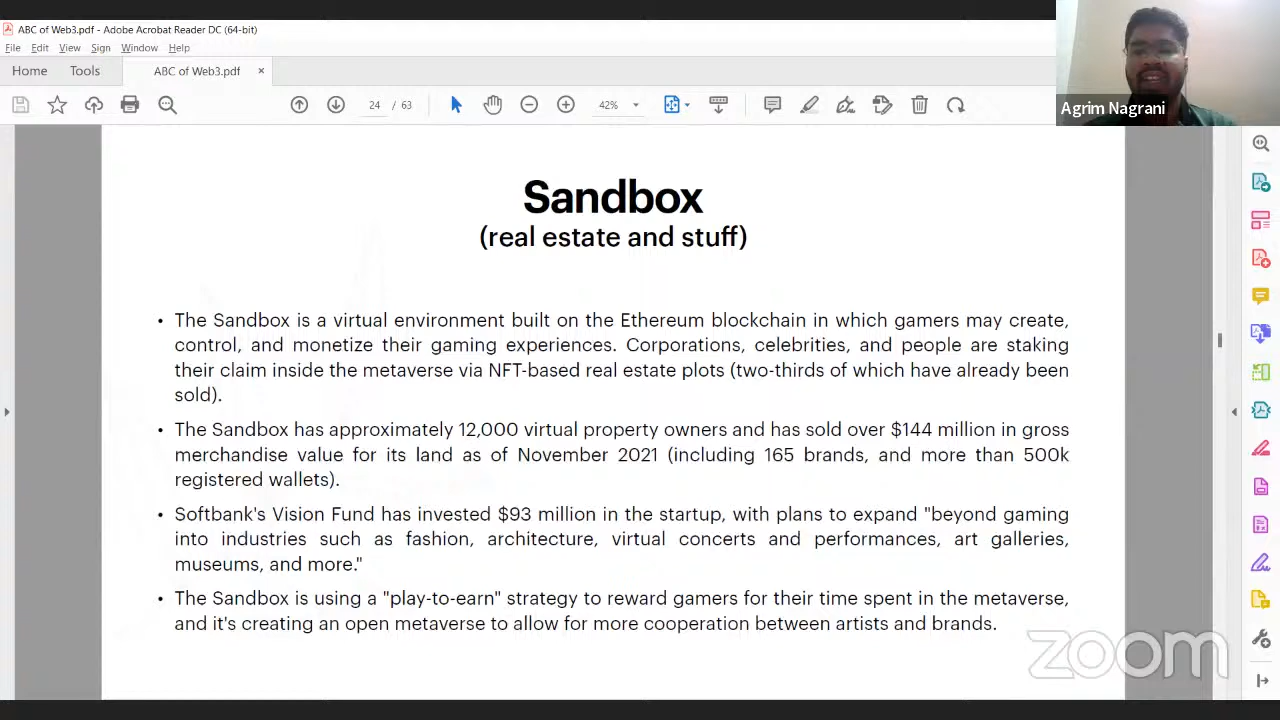 ABC of Web3.pdf - Adobe Acrobat Reader DC (64-bit)
File Edit View Sign Window Help
Home Tools ABC of Web3.pdf ×
24 / 63 42%
Agrim Nagrani
Sandbox
(real estate and stuff)
• The Sandbox is a virtual environment built on the Ethereum blockchain in which gamers may create,
control, and monetize their gaming experiences. Corporations, celebrities, and people are staking
their claim inside the metaverse via NFT-based real estate plots (two-thirds of which have already been
sold).
• The Sandbox has approximately 12,000 virtual property owners and has sold over $144 million in gross
merchandise value for its land as of November 2021 (including 165 brands, and more than 500k
registered wallets).
• Softbank's Vision Fund has invested $93 million in the startup, with plans to expand "beyond gaming
into industries such as fashion, architecture, virtual concerts and performances, art galleries,
museums, and more."
• The Sandbox is using a "play-to-earn" strategy to reward gamers for their time spent in the metaverse,
and it's creating an open metaverse to allow for more cooperation between artists and brands.
zoom